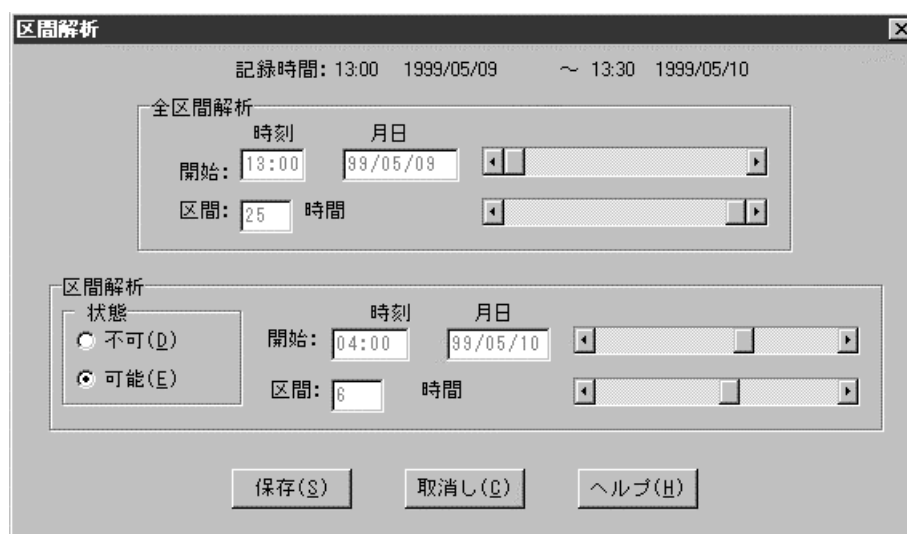 区間解析
記録時間: 13:00 1999/05/09 ～ 13:30 1999/05/10
全区間解析
時刻 月日
開始: 13:00 99/05/09
区間: 25 時間
区間解析
状態
不可(D)
可能(E)
時刻 月日
開始: 04:00 99/05/10
区間: 6 時間
保存(S) 取消し(C) ヘルプ(H)